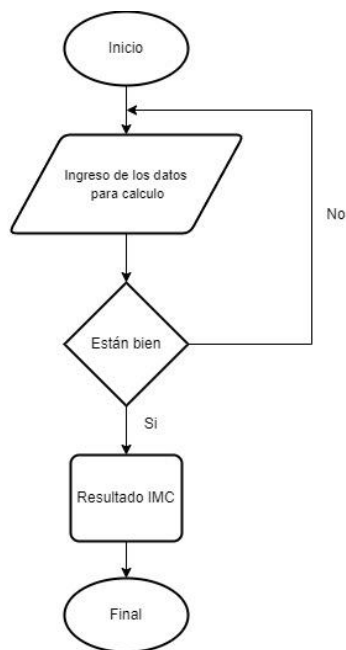 Inicio
Ingreso de los datos
para calculo
No
Están bien
Si
Resultado IMC
Final